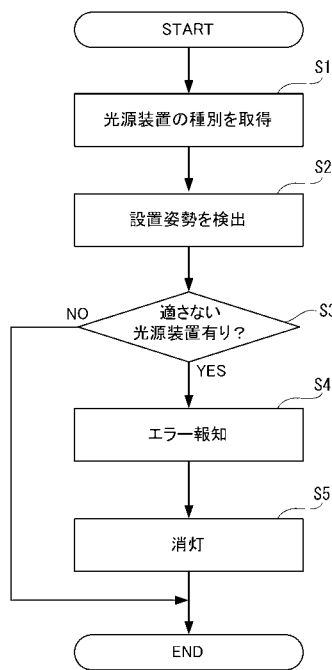 START
S1
光源装置の種別を取得
S2
設置姿勢を検出
S3
適さない
光源装置有り？
NO
YES
S4
エラー報知
S5
消灯
END